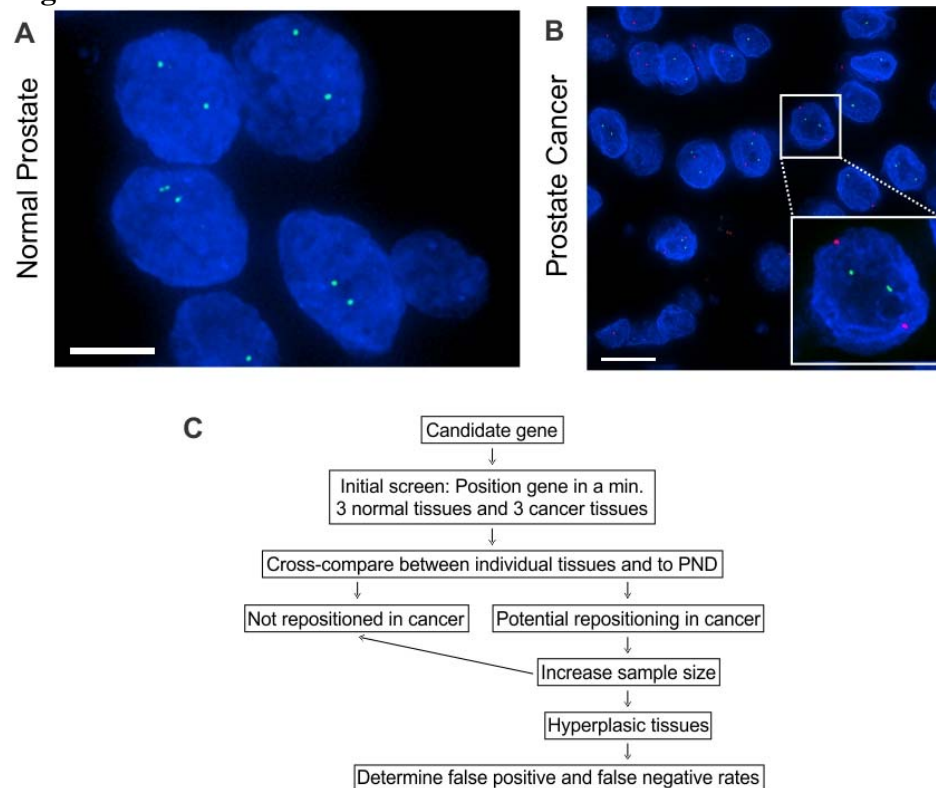 A
Normal Prostate
B
Prostate Cancer
C
Candidate gene
Initial screen: Position gene in a min.
3 normal tissues and 3 cancer tissues
Cross-compare between individual tissues and to PND
Not repositioned in cancer
Potential repositioning in cancer
Increase sample size
Hyperplasic tissues
Determine false positive and false negative rates